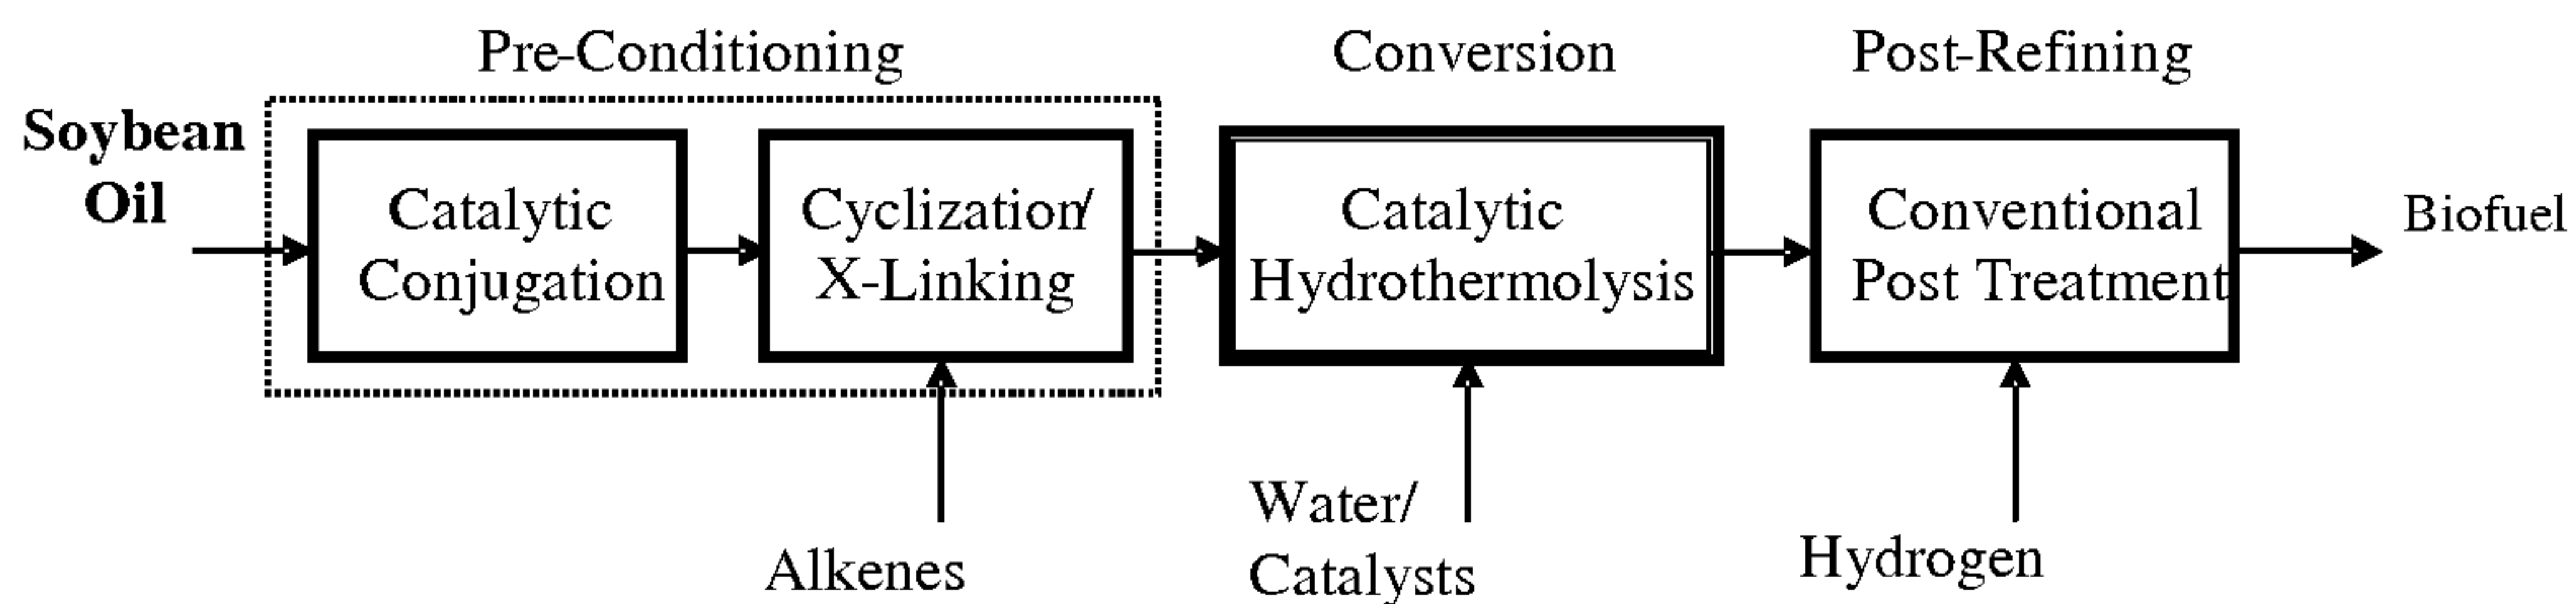 Pre-Conditioning
Conversion
Post-Refining
Soybean
Oil
Catalytic
Conjugation
Cyclization/
X-Linking
Catalytic
Hydrothermolysis
Conventional
Post Treatment
Biofuel
Alkenes
Water/
Catalysts
Hydrogen